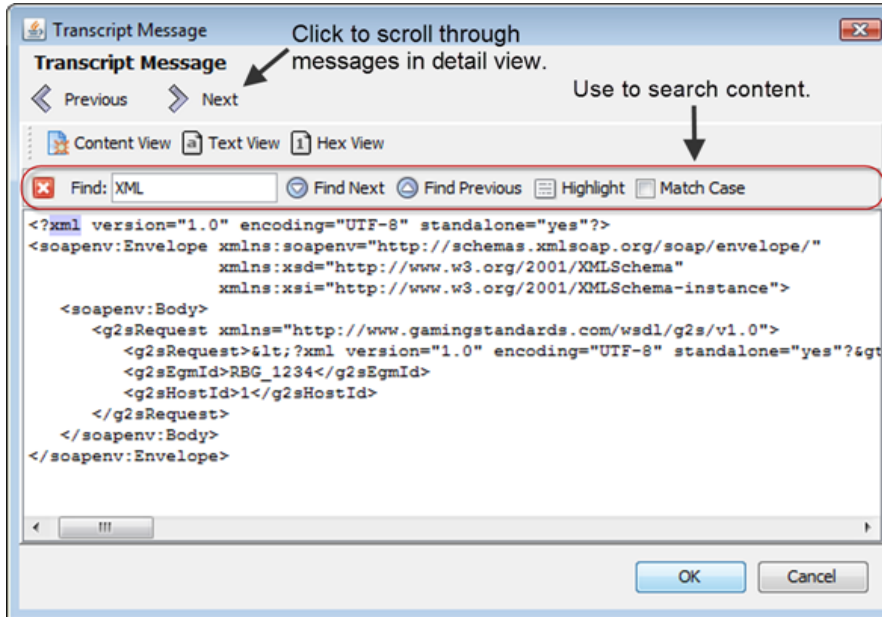 Transcript Message
Click to scroll through
messages in detail view.
Transcript Message
Previous Next
Use to search content.
Content View a Text View 1 Hex View
Find: XML Find Next Find Previous Highlight Match Case
<?xml version="1.0" encoding="UTF-8" standalone="yes"?>
<soapenv:Envelope xmlns:soapenv="http://schemas.xmlsoap.org/soap/envelope/"
xmlns:xsd="http://www.w3.org/2001/XMLSchema"
xmlns:xsi="http://www.w3.org/2001/XMLSchema-instance">
<soapenv:Body>
<g2sRequest xmlns="http://www.gamingstandards.com/wsdl/g2s/v1.0">
<g2sRequest>&lt;?xml version="1.0" encoding="UTF-8" standalone="yes"?&gt
<g2sEgmId>RBG_1234</g2sEgmId>
<g2sHostId>1</g2sHostId>
</g2sRequest>
</soapenv:Body>
</soapenv:Envelope>
OK Cancel